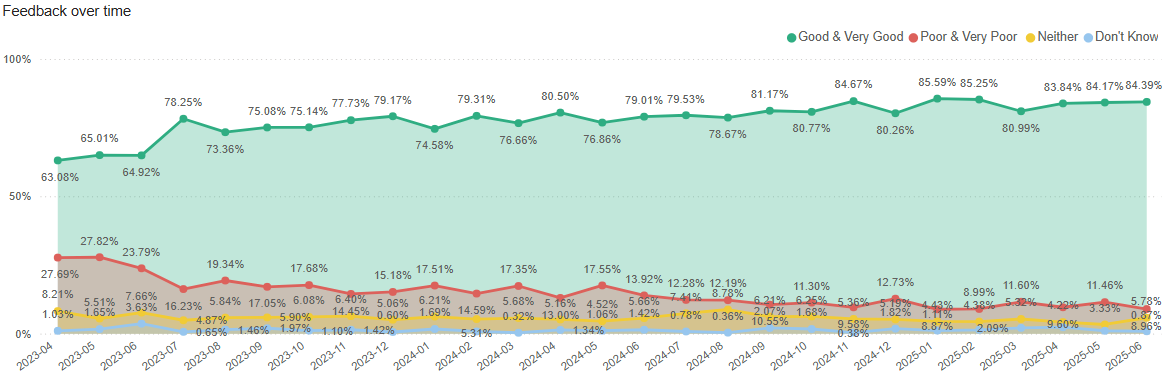 Feedback over time
Good & Very Good Poor & Very Poor Neither Don't Know
100%
84.67% 85.59% 85.25% 83.84% 84.17% 84.39%
78.25% 75.08% 75.14% 77.73% 79.17% 79.31% 80.50% 79.01% 79.53% 81.17%
65.01% 73.36% 74.58% 76.66% 76.86% 78.67% 80.77% 80.26% 80.99%
63.08% 64.92%
50%
27.82% 23.79% 19.34% 17.68% 15.18% 17.51% 17.35% 17.55% 13.92% 12.28% 12.19% 11.30% 12.73% 8.99% 11.60% 11.46%
27.69%
8.21% 5.51% 7.66% 16.23% 5.84% 17.05% 6.08% 6.40% 5.06% 6.21% 14.59% 5.68% 5.16% 4.52% 5.66% 7.41% 8.78% 6.21% 6.25% 5.36% 5.19% 4.43% 4.38% 5.32% 4.29% 3.33% 5.78%
1.03% 1.65% 3.63% 4.87% 5.90% 14.45% 0.60% 1.69% 0.32% 13.00% 1.06% 1.42% 0.78% 0.36% 2.07% 1.68% 9.58% 1.82% 1.11% 0.87%
0% 0.65% 1.46% 1.97% 1.10% 1.42% 5.31% 1.34% 10.55% 0.38% 8.87% 2.09% 9.60% 8.96%
2023-04 2023-05 2023-06 2023-07 2023-08 2023-09 2023-10 2023-11 2023-12 2024-01 2024-02 2024-03 2024-04 2024-05 2024-06 2024-07 2024-08 2024-09 2024-10 2024-11 2024-12 2025-01 2025-02 2025-03 2025-04 2025-05 2025-06